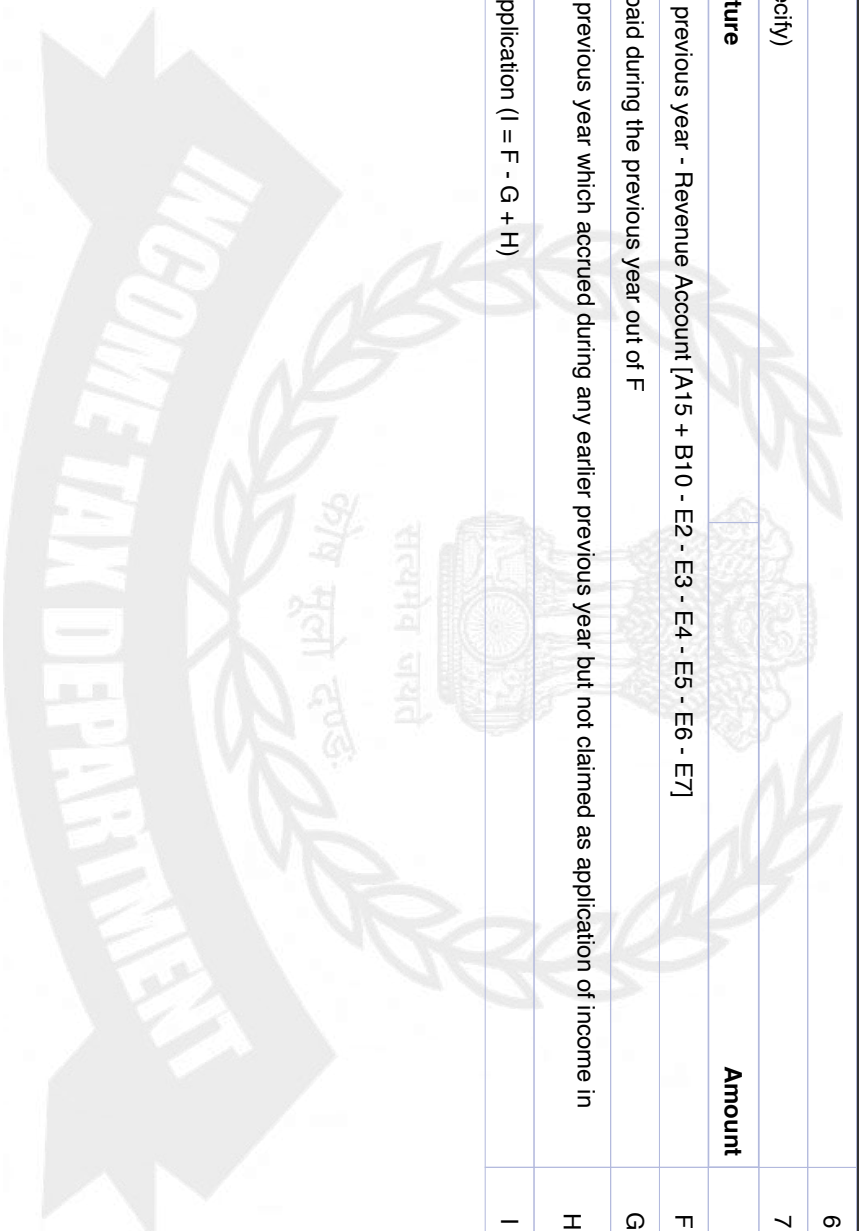 6
ecify) 7
ture Amount
previous year - Revenue Account [A15 + B10 - E2 - E3 - E4 - E5 - E6 - E7] F
paid during the previous year out of F G
previous year which accrued during any earlier previous year but not claimed as application of income in H
pplication (I = F - G + H) I
सत्यमेव जयते
कोष मूलो दण्डः
INCOME TAX DEPARTMENT